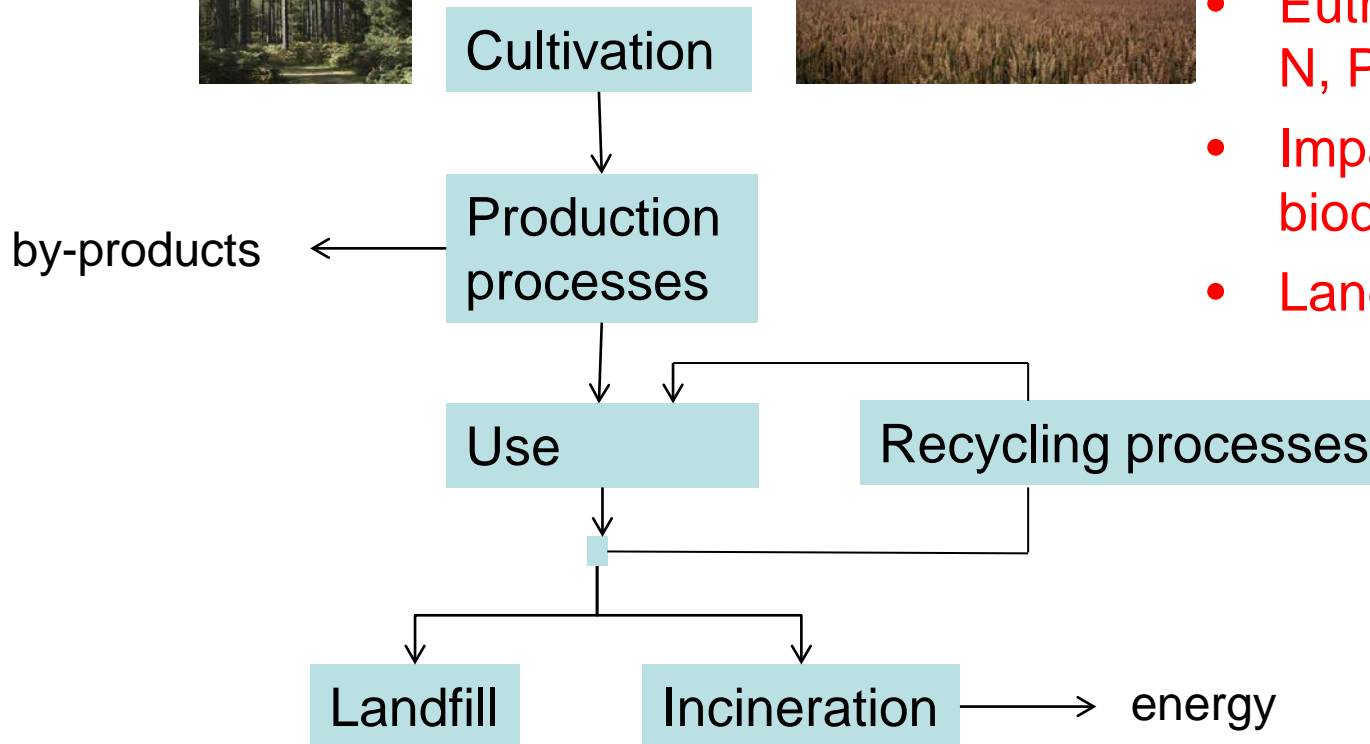 Cultivation
N,
Production
processes
by-products
Use
Recycling processes
Landfill
Incineration
energy